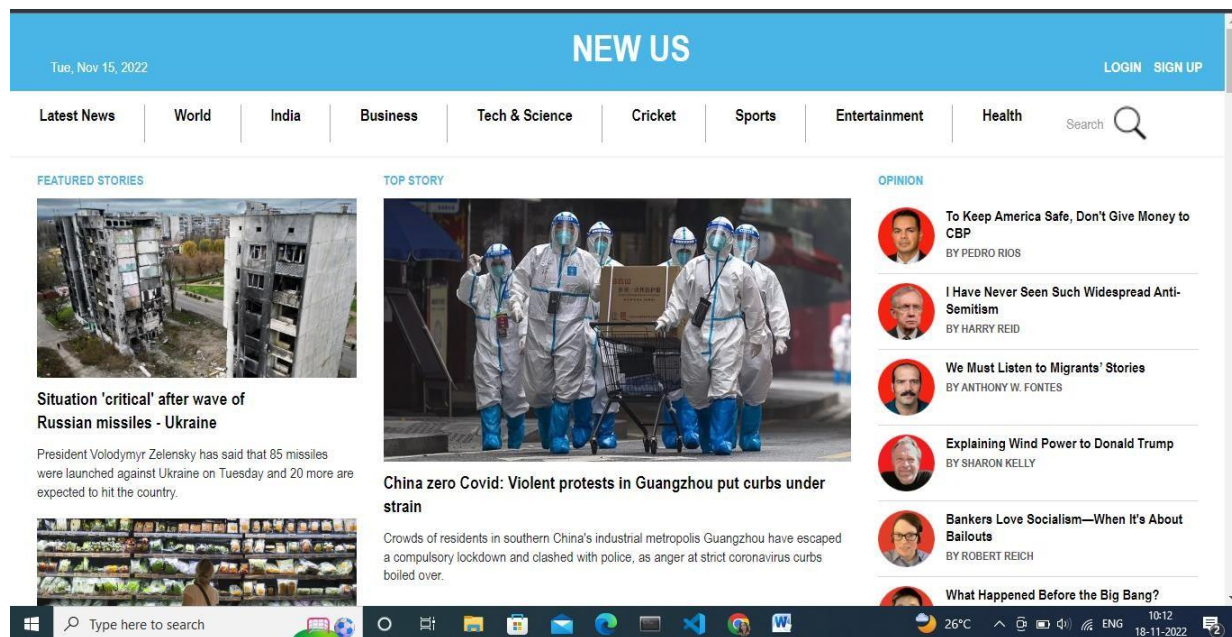 NEW US
Tue, Nov 15, 2022
LOGIN SIGN UP
Latest News World India Business Tech & Science Cricket Sports Entertainment Health Search
FEATURED STORIES
Situation 'critical' after wave of
Russian missiles - Ukraine
President Volodymyr Zelensky has said that 85 missiles
were launched against Ukraine on Tuesday and 20 more are
expected to hit the country.
TOP STORY
China zero Covid: Violent protests in Guangzhou put curbs under
strain
Crowds of residents in southern China's industrial metropolis Guangzhou have escaped
a compulsory lockdown and clashed with police, as anger at strict coronavirus curbs
boiled over.
OPINION
To Keep America Safe, Don't Give Money to
CBP
BY PEDRO RIOS
I Have Never Seen Such Widespread Anti-
Semitism
BY HARRY REID
We Must Listen to Migrants' Stories
BY ANTHONY W. FONTES
Explaining Wind Power to Donald Trump
BY SHARON KELLY
Bankers Love Socialism—When It's About
Bailouts
BY ROBERT REICH
What Happened Before the Big Bang?
Type here to search
26°C
ENG
10:12
18-11-2022